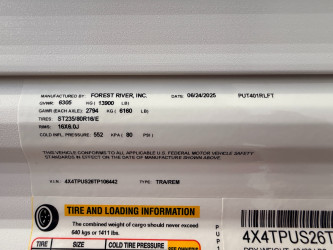 MANUFACTURED BY: FOREST RIVER, INC. DATE: 06/24/2025 PUT401RLFT
GVWR: 6305 KG ( 13900 LB)
GAWR (EACH AXLE): 2794 KG ( 6160 LB)
TIRES: ST235/80R16/E
RIMS: 16X6.0J
COLD INFL. PRESSURE: 552 KPA ( 80 PSI )
THIS VEHICLE CONFORMS TO ALL APPLICABLE U.S. FEDERAL MOTOR VEHICLE SAFETY
STANDARDS IN EFFECT ON THE DATE OF MANUFACTURE SHOWN ABOVE
V.I.N.: 4X4TPUS26TP106442 TYPE: TRA/REM
TIRE AND LOADING INFORMATION
The combined weight of cargo should never exceed
640 kgs or 1411 lbs.
TIRE SIZE COLD TIRE PRESSURE
PUP1
4X4TPUS26T